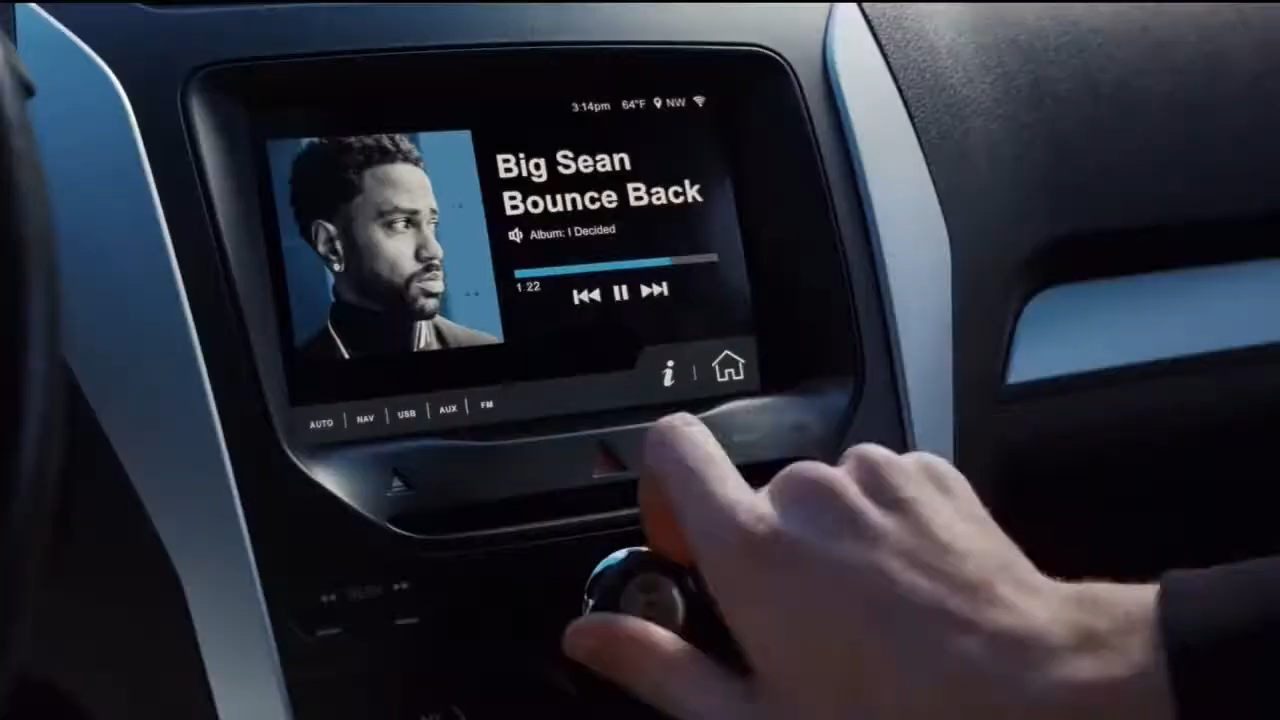 3:14pm 64°F NW
Big Sean
Bounce Back
Album: I Decided
1:22
AUTO | NAV | USB | AUX | FM
i |